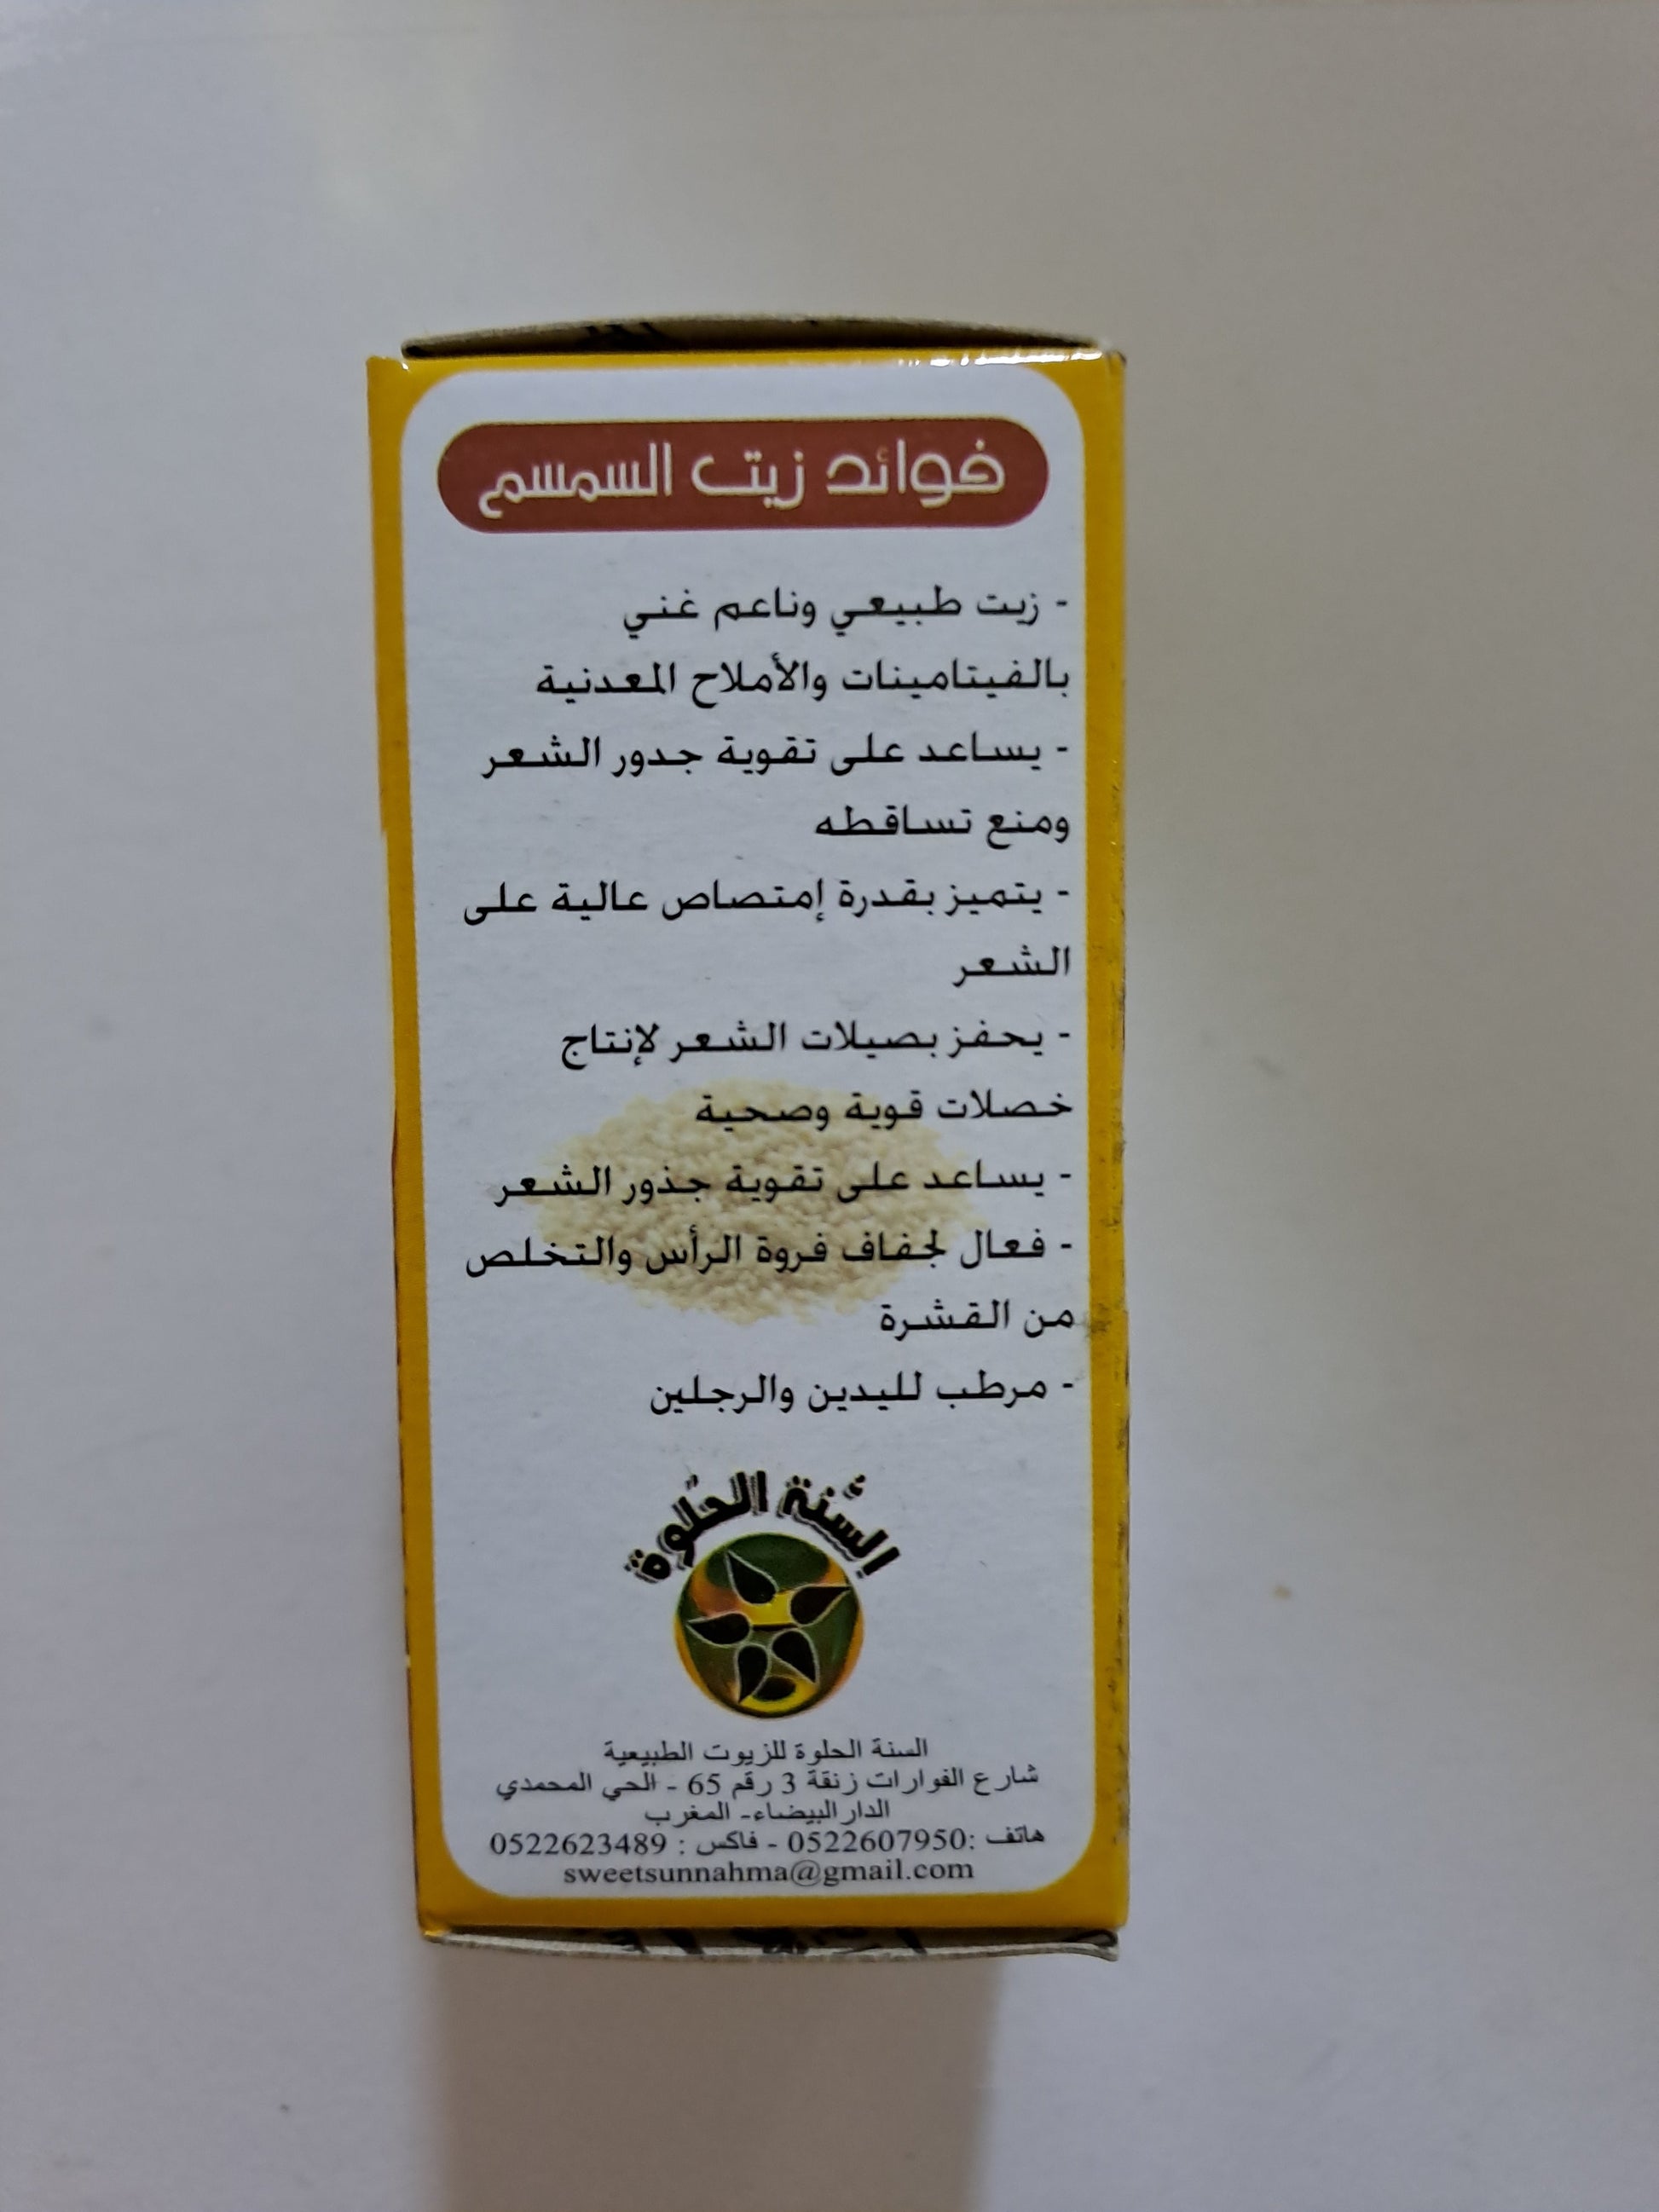 فوائد زيت السمسم
- زيت طبيعي وناعم غني
بالفيتامينات والأملاح المعدنية
- يساعد على تقوية جدور الشعر
ومنع تساقطه
- يتميز بقدرة إمتصاص عالية على
الشعر
- يحفز بصيلات الشعر لإنتاج
خصلات قوية وصحية
- يساعد على تقوية جذور الشعر
- فعال لجفاف فروة الرأس والتخلص
من القشرة
- مرطب لليدين والرجلين
السُنة الحلوة
السنة الحلوة للزيوت الطبيعية
شارع الفوارات زنقة 3 رقم 65 - الحي المحمدي
الدار البيضاء- المغرب
هاتف :0522607950 - فاكس : 0522623489
sweetsunnahma@gmail.com